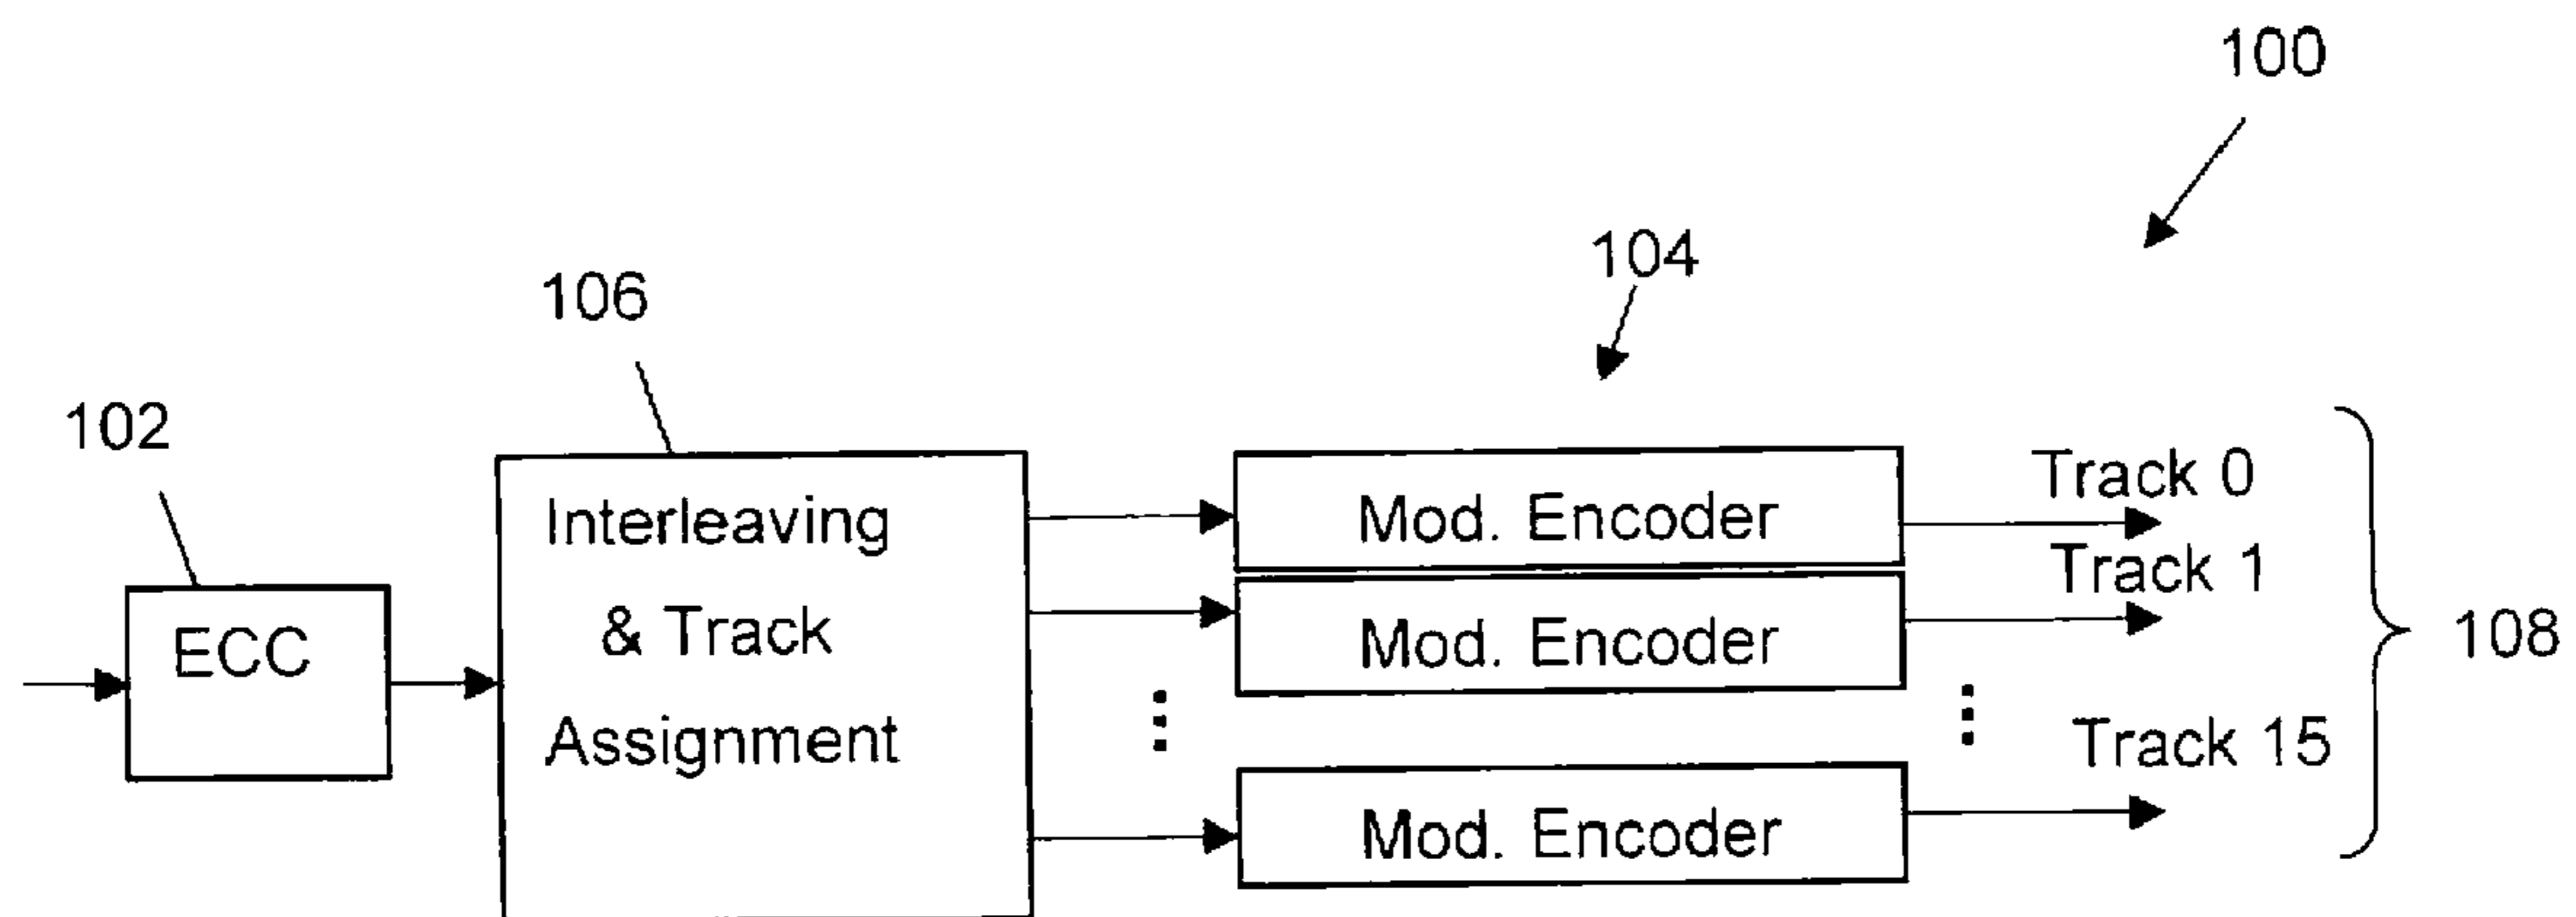 100
104
106
102
ECC
Interleaving
& Track
Assignment
Mod. Encoder
Mod. Encoder
Mod. Encoder
Track 0
Track 1
Track 15
108